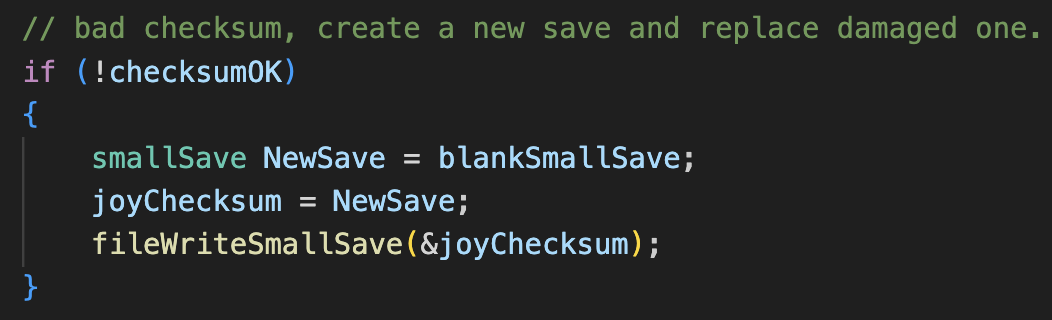 // bad checksum, create a new save and replace damaged one.
if (!checksumOK)
{
    smallSave NewSave = blankSmallSave;
    joyChecksum = NewSave;
    fileWriteSmallSave(&joyChecksum);
}